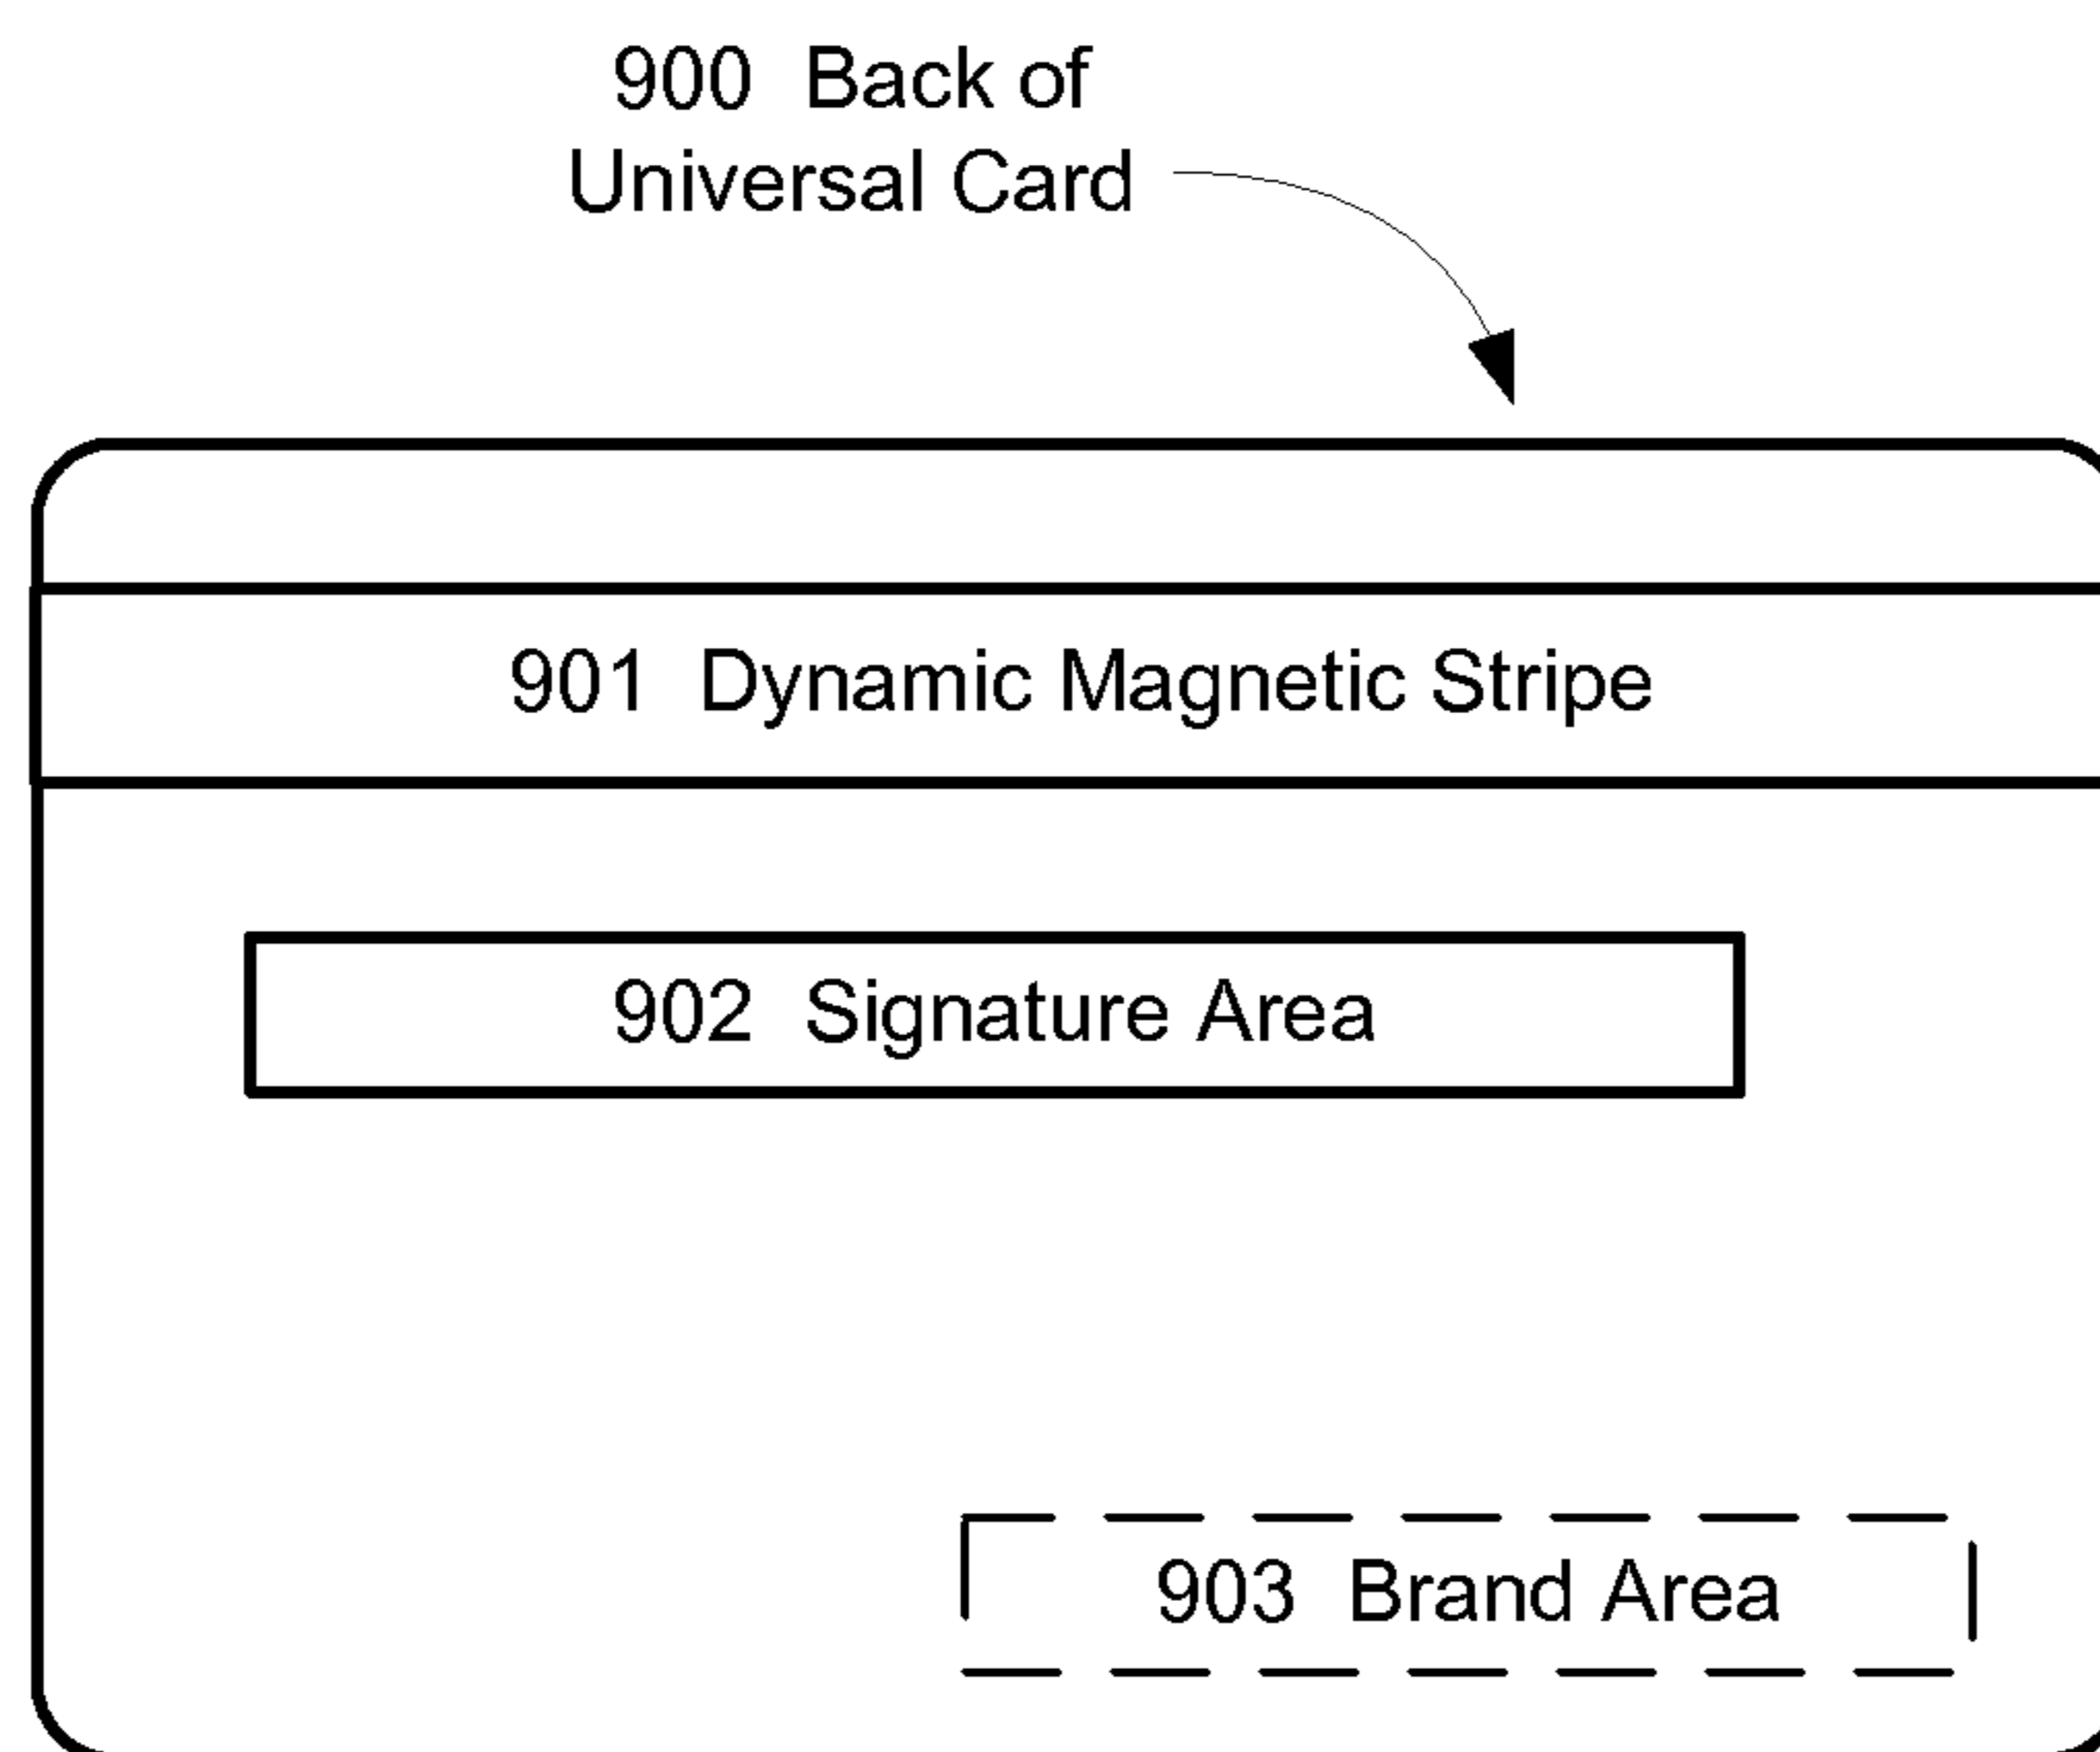 900 Back of
Universal Card
901 Dynamic Magnetic Stripe
902 Signature Area
903 Brand Area